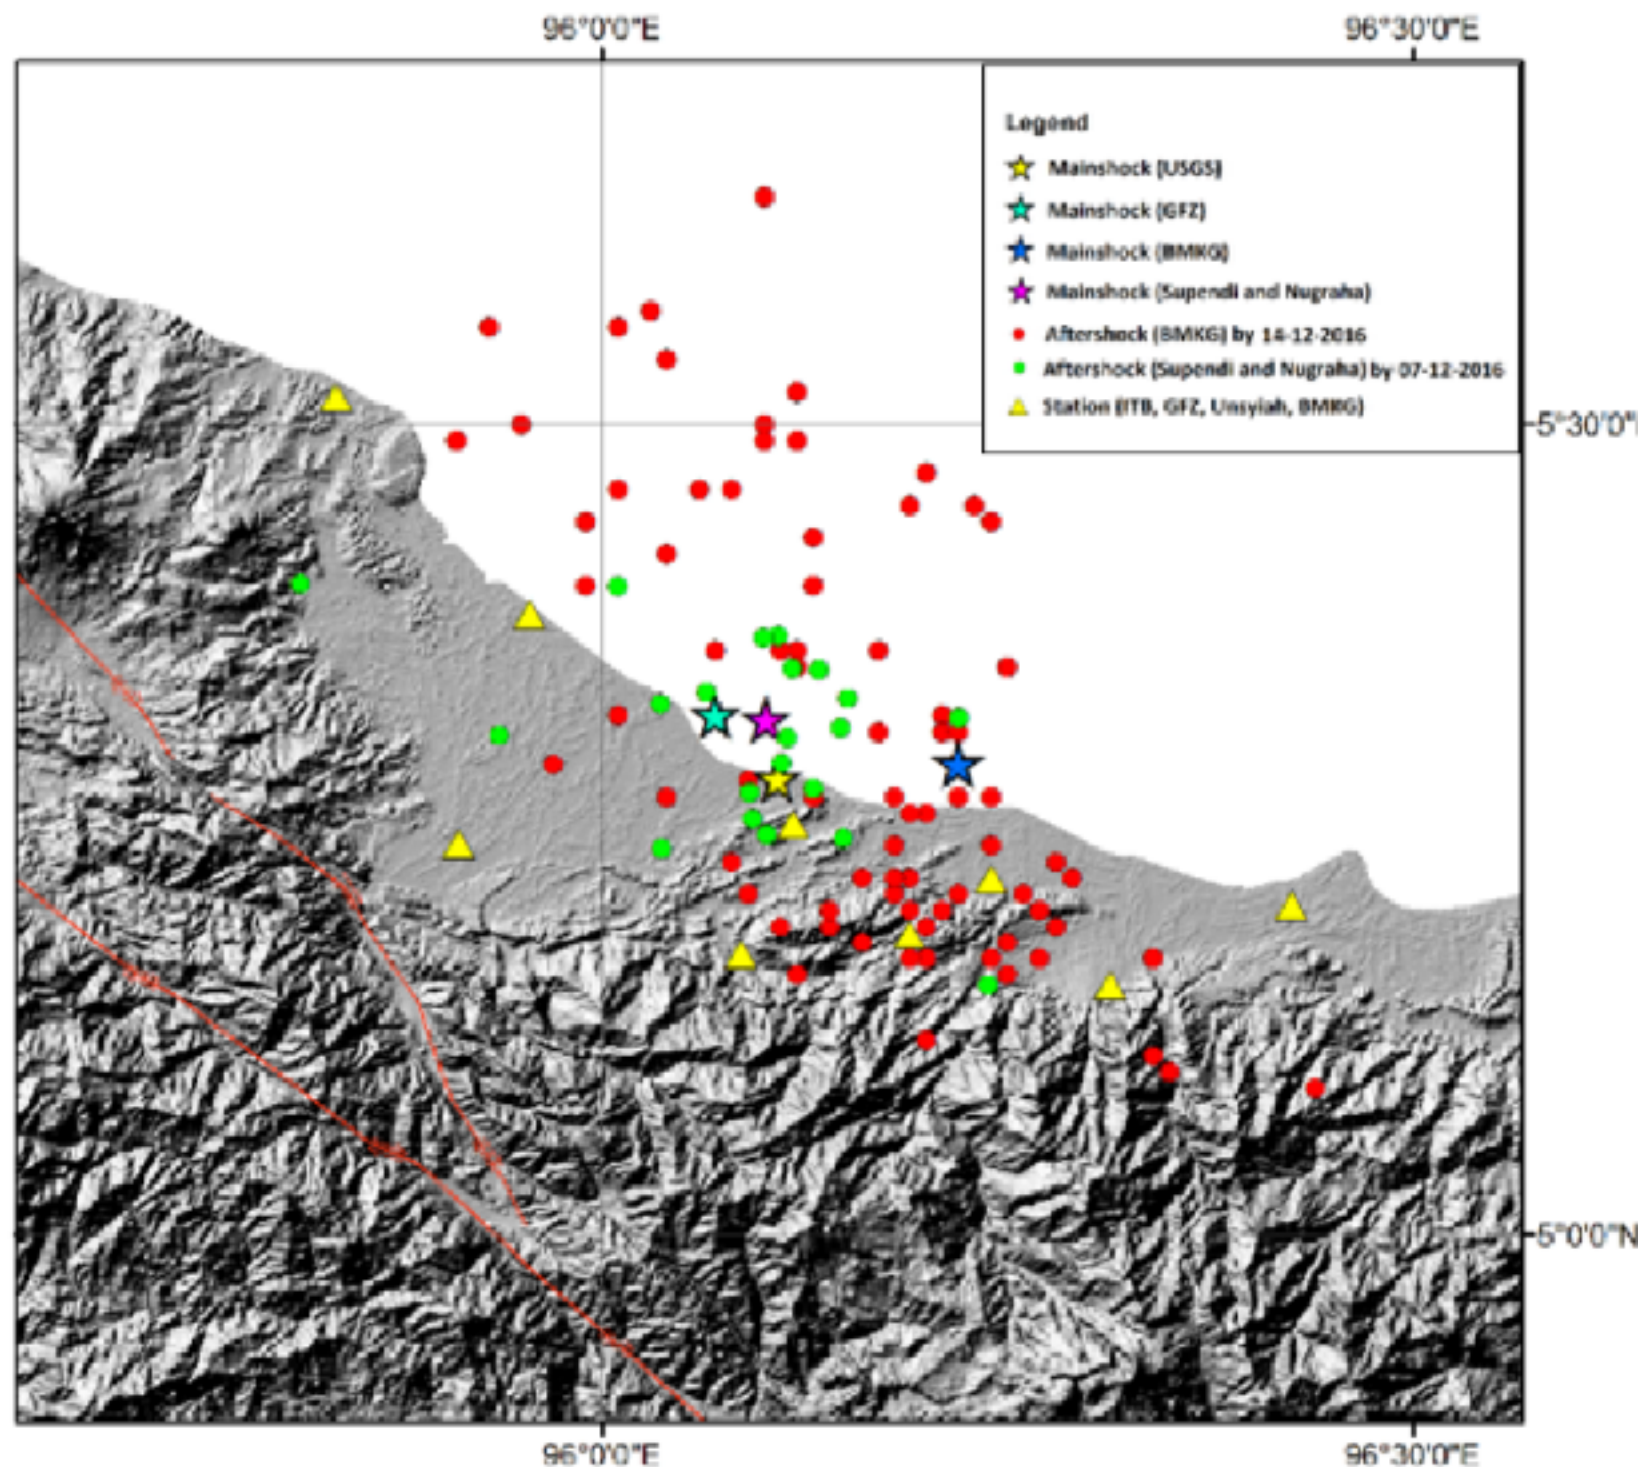 96°0'0"E
96°30'0"E
Legend
Mainshock (USGS)
Mainshock (GFZ)
Mainshock (BMKG)
Mainshock (Supendi and Nugraha)
Aftershock (BMKG) by 14-12-2016
Aftershock (Supendi and Nugraha) by 07-12-2016
Station (ITB, GFZ, Unsyiah, BMKG)
5°30'0"
5°0'0"N
96°0'0"E
96°30'0"E